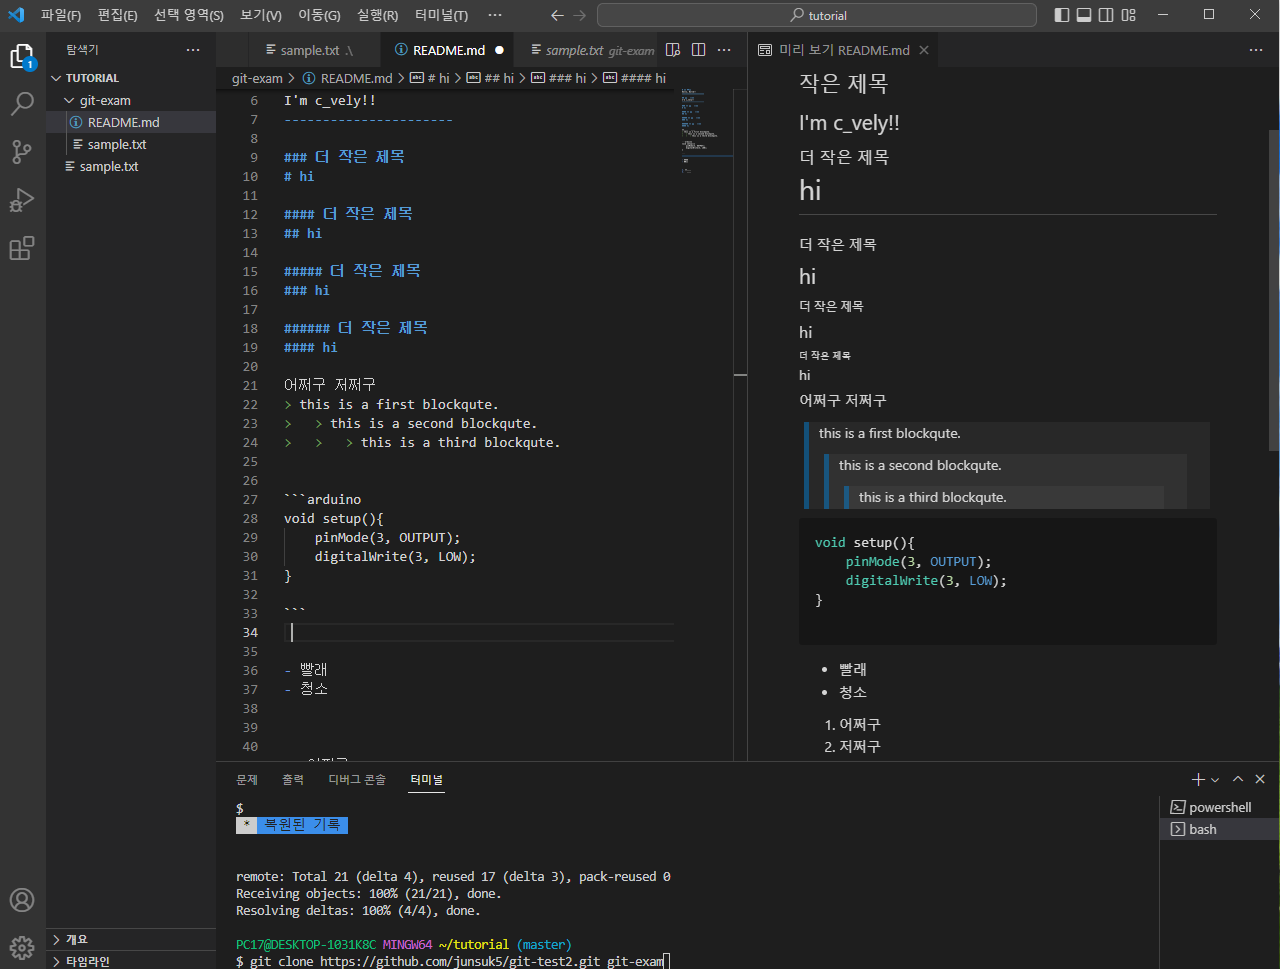 파일(F) 편집(E) 선택 영역(S) 보기(V) 이동(G) 실행(R) 터미널(T) ··· tutorial
탐색기 ···
TUTORIAL
git-exam
README.md
sample.txt
sample.txt
개요
타임라인
1
sample.txt .\ README.md sample.txt git-exam ···
git-exam > README.md > # hi > ## hi > ### hi > #### hi
6 I'm c_vely!!
7 ----------------------
8
9 ### 더 작은 제목
10 # hi
11
12 #### 더 작은 제목
13 ## hi
14
15 ##### 더 작은 제목
16 ### hi
17
18 ###### 더 작은 제목
19 #### hi
20
21 어쩌구 저쩌구
22 > this is a first blockqute.
23 >   > this is a second blockqute.
24 >   >   > this is a third blockqute.
25
26
27 ```arduino
28 void setup(){
29     pinMode(3, OUTPUT);
30     digitalWrite(3, LOW);
31 }
32
33 ```
34
35
36 - 빨래
37 - 청소
38
39
40
미리 보기 README.md ···
작은 제목
I'm c_vely!!
더 작은 제목
hi
더 작은 제목
hi
더 작은 제목
hi
더 작은 제목
hi
어쩌구 저쩌구
this is a first blockqute.
this is a second blockqute.
this is a third blockqute.
void setup(){
    pinMode(3, OUTPUT);
    digitalWrite(3, LOW);
}
• 빨래
• 청소
1. 어쩌구
2. 저쩌구
문제 출력 디버그 콘솔 터미널
$
* 복원된 기록
remote: Total 21 (delta 4), reused 17 (delta 3), pack-reused 0
Receiving objects: 100% (21/21), done.
Resolving deltas: 100% (4/4), done.
PC17@DESKTOP-1031K8C MINGW64 ~/tutorial (master)
$ git clone https://github.com/junsuk5/git-test2.git git-exam
powershell
bash